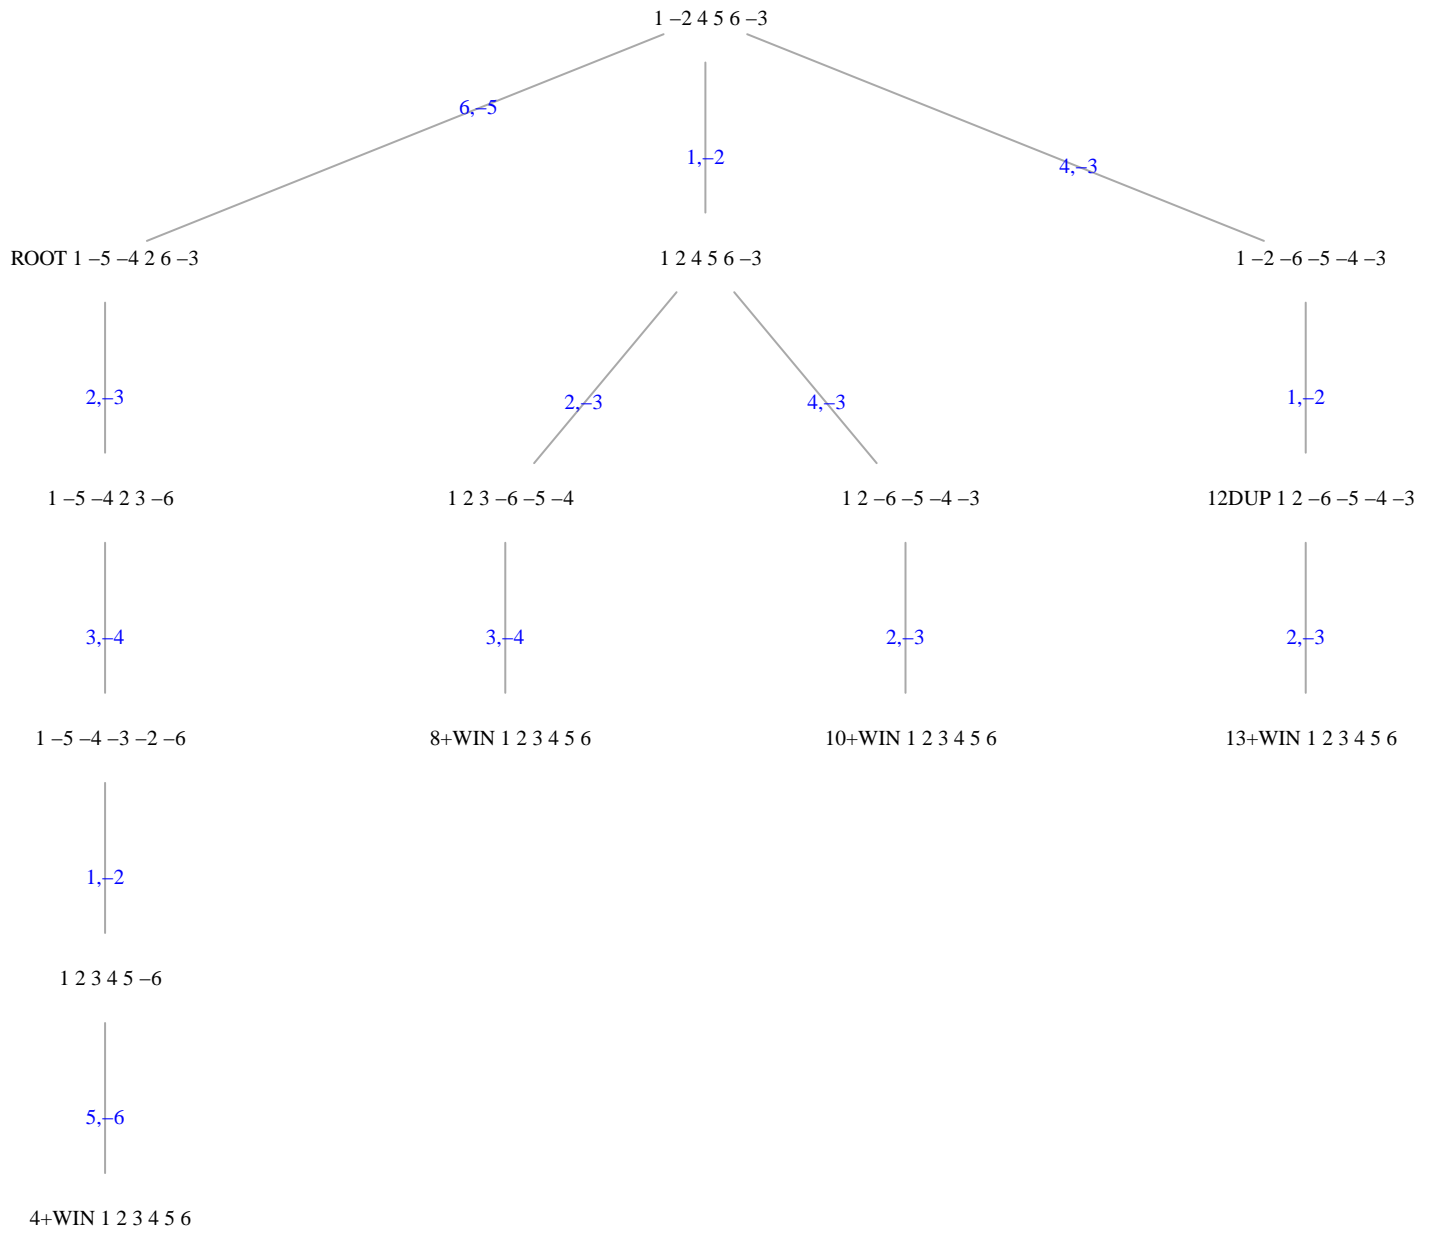 1 –2 4 5 6 –3
6,–5
1,–2
4,–3
ROOT 1 –5 –4 2 6 –3
1 2 4 5 6 –3
1 –2 –6 –5 –4 –3
2,–3
2,–3
4,–3
1,–2
1 –5 –4 2 3 –6
1 2 3 –6 –5 –4
1 2 –6 –5 –4 –3
12DUP 1 2 –6 –5 –4 –3
3,–4
3,–4
2,–3
2,–3
1 –5 –4 –3 –2 –6
8+WIN 1 2 3 4 5 6
10+WIN 1 2 3 4 5 6
13+WIN 1 2 3 4 5 6
1,–2
1 2 3 4 5 –6
5,–6
4+WIN 1 2 3 4 5 6